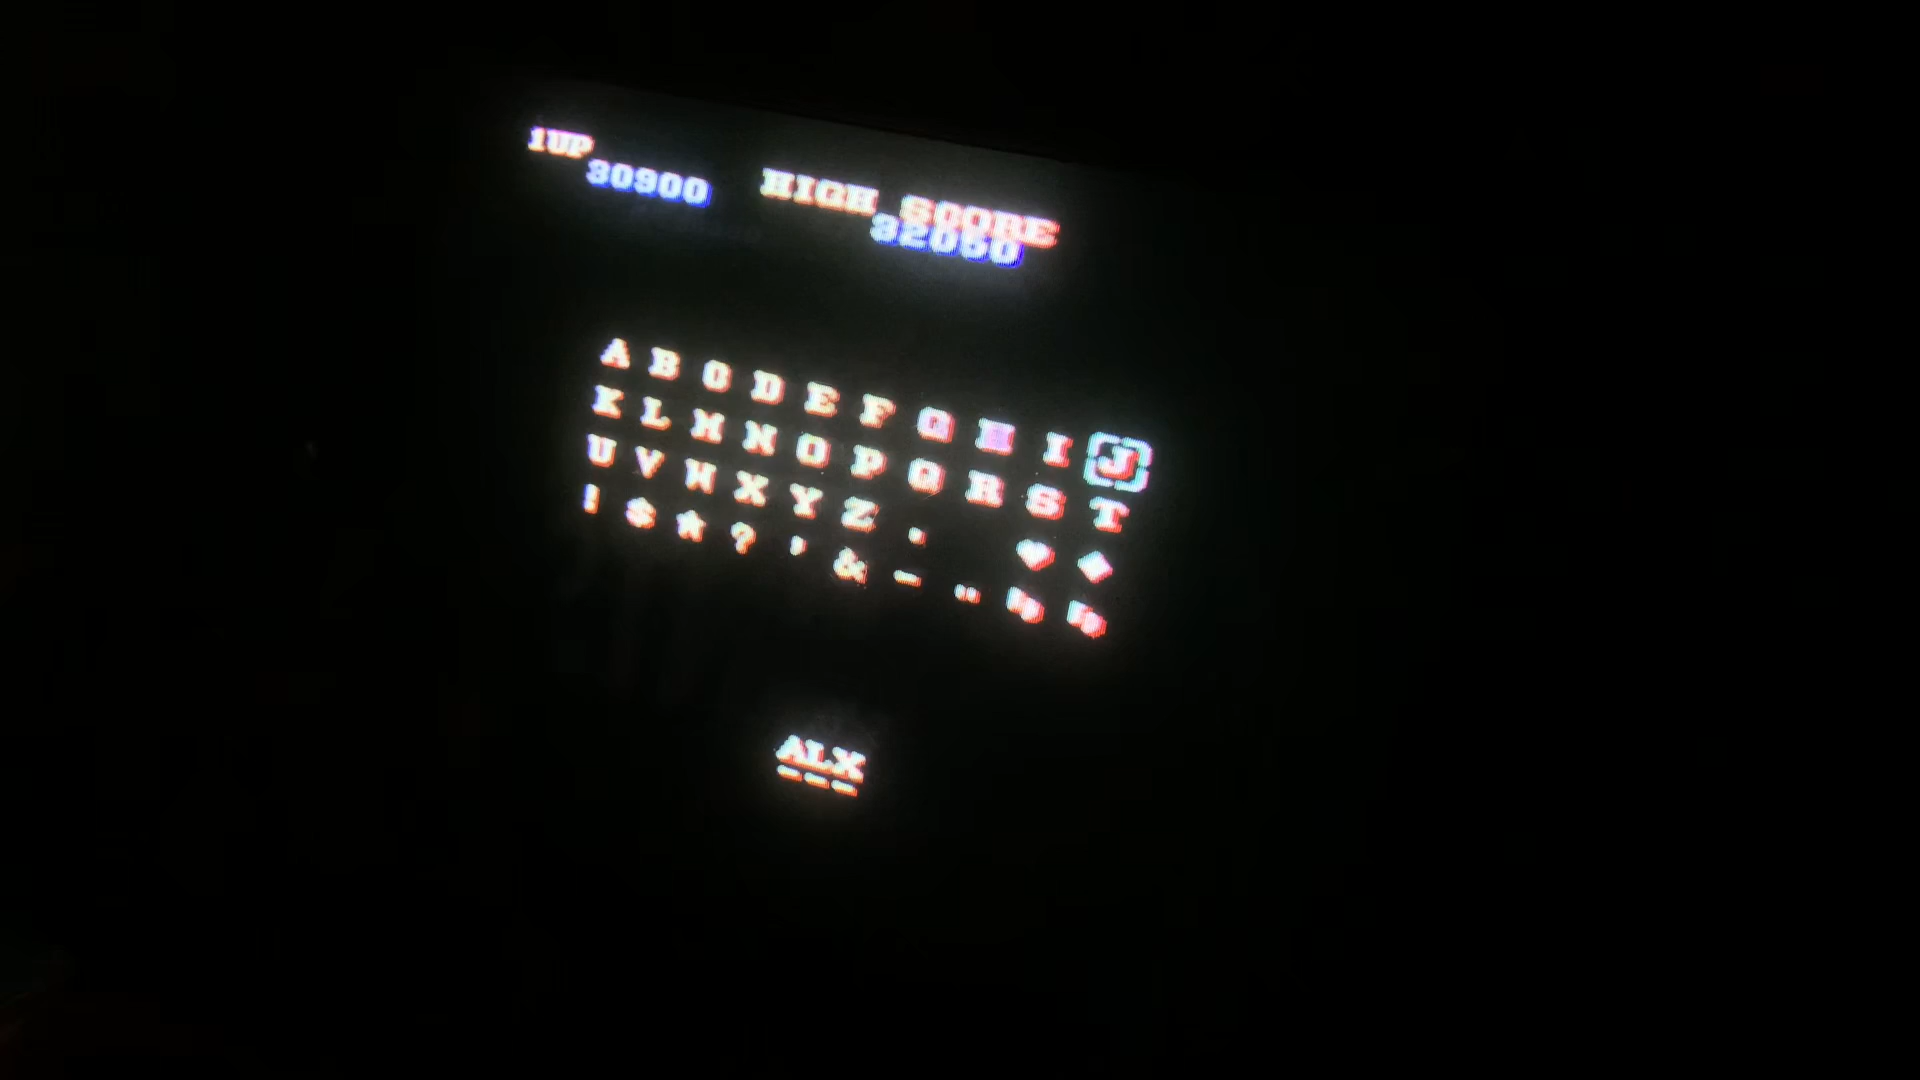 1UP
30900
HIGH SCORE
32050
A B C D E F G H I J
K L M N O P Q R S T
U V W X Y Z . ♥ ◆
! $ ★ ? ' & - ..
ALX